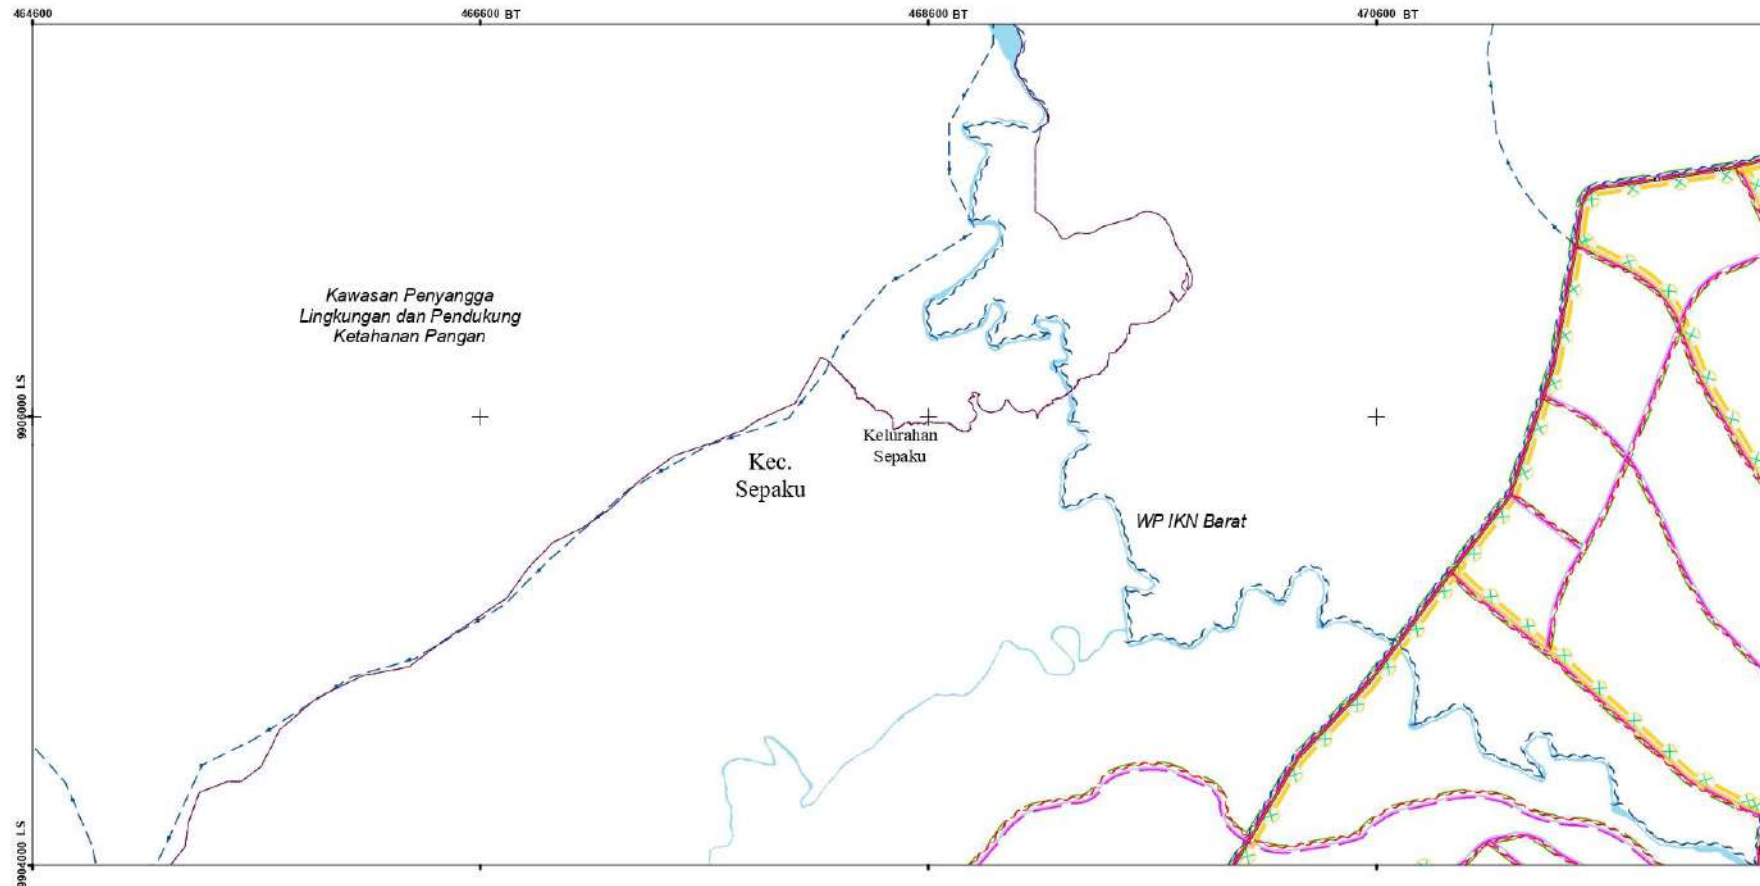 464600
466600 BT
468600 BT
470600 BT
Kawasan Penyangga
Lingkungan dan Pendukung
Ketahanan Pangan
9906000 LS
Kelurahan
Sepaku
Kec.
Sepaku
WP IKN Barat
9904000 LS